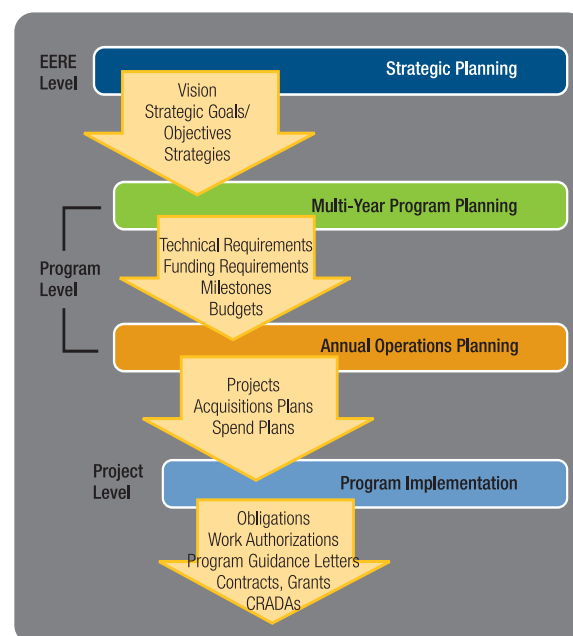 EERE
Level
Strategic Planning
Vision
Strategic Goals/
Objectives
Strategies
Multi-Year Program Planning
Program
Level
Technical Requirements
Funding Requirements
Milestones
Budgets
Annual Operations Planning
Projects
Acquisitions Plans
Spend Plans
Project
Level
Program Implementation
Obligations
Work Authorizations
Program Guidance Letters
Contracts, Grants
CRADAs